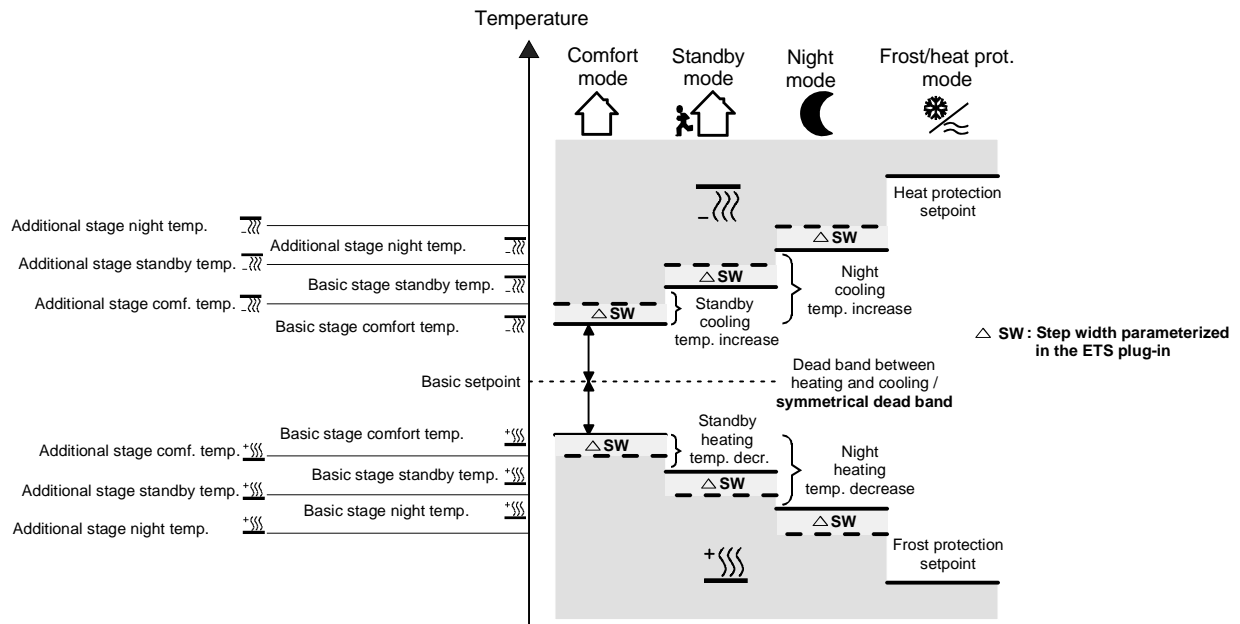 Temperature
Comfort
mode
Standby
mode
Night
mode
Frost/heat prot.
mode
Heat protection
setpoint
Additional stage night temp.
Additional stage night temp.
Additional stage standby temp.
Basic stage standby temp.
Additional stage comf. temp.
Basic stage comfort temp.
△ SW
△ SW
△ SW
Standby
cooling
temp. increase
Night
cooling
temp. increase
△ SW : Step width parameterized
in the ETS plug-in
Basic setpoint
Dead band between
heating and cooling /
symmetrical dead band
Basic stage comfort temp.
Additional stage comf. temp.
Basic stage standby temp.
Additional stage standby temp.
Basic stage night temp.
Additional stage night temp.
△ SW
△ SW
△ SW
Standby
heating
temp. decr.
Night
heating
temp. decrease
Frost protection
setpoint